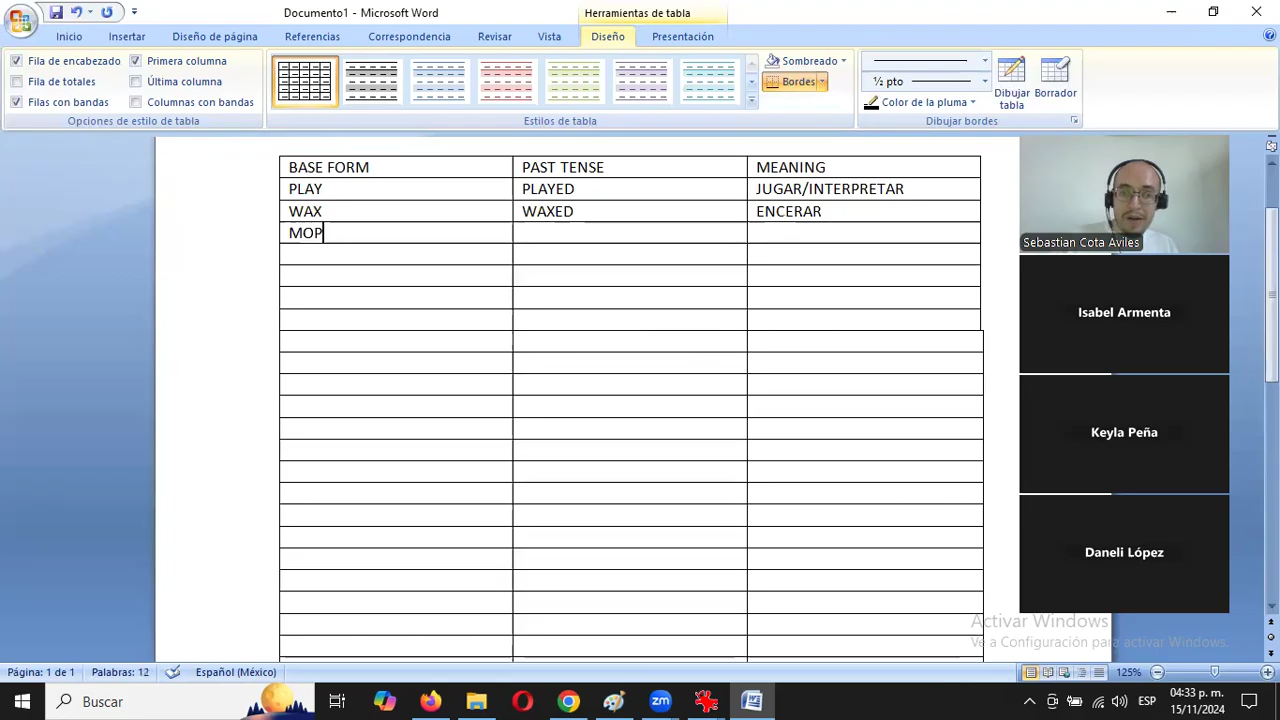 Documento1 - Microsoft Word
Herramientas de tabla
Inicio
Insertar
Diseño de página
Referencias
Correspondencia
Revisar
Vista
Diseño
Presentación
Fila de encabezado
Primera columna
Fila de totales
Última columna
Filas con bandas
Columnas con bandas
Opciones de estilo de tabla
Estilos de tabla
Sombreado
Bordes
½ pto
Color de la pluma
Dibujar tabla
Borrador
Dibujar bordes
BASE FORM PAST TENSE MEANING
PLAY PLAYED JUGAR/INTERPRETAR
WAX WAXED ENCERAR
MOP
Sebastian Cota Aviles
Isabel Armenta
Keyla Peña
Daneli López
Activar Windows
Ve a Configuración para activar Windows.
Página: 1 de 1
Palabras: 12
Español (México)
125%
Buscar
ESP
04:33 p. m.
15/11/2024